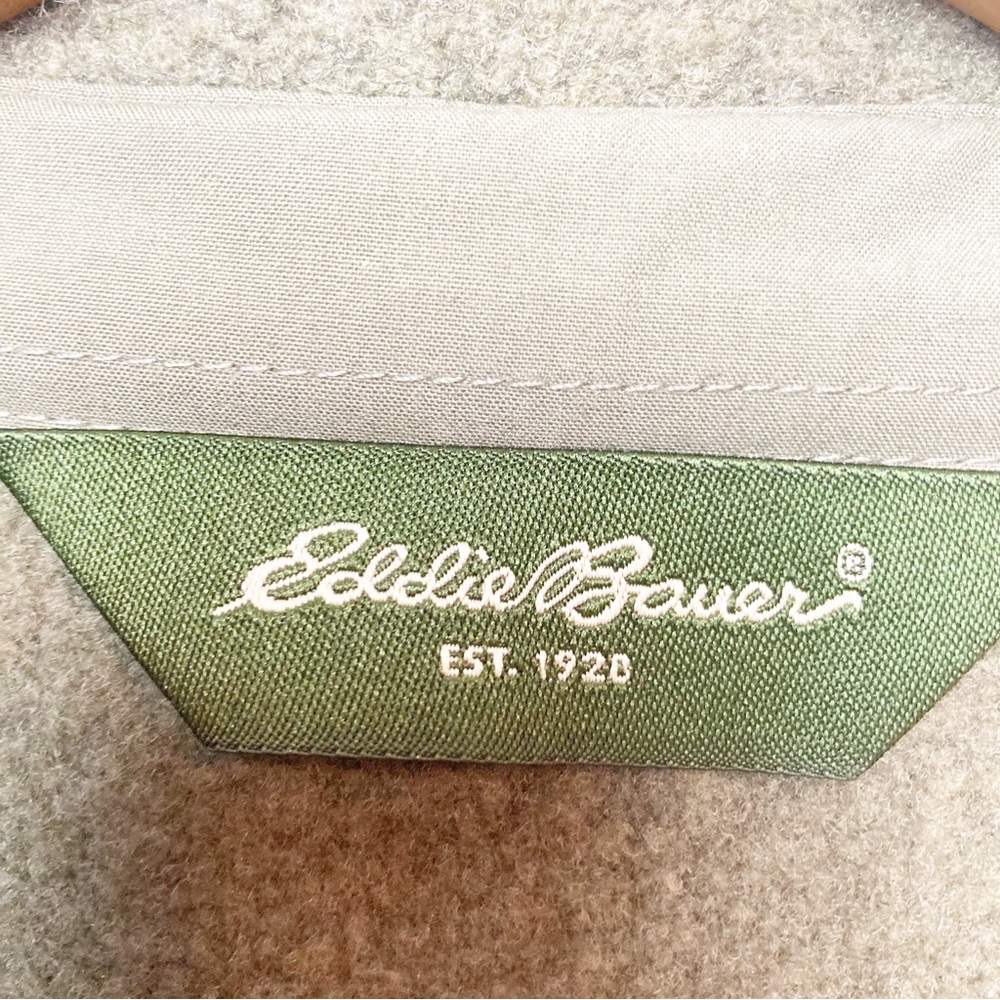 Eddie Bauer ®
EST. 1920